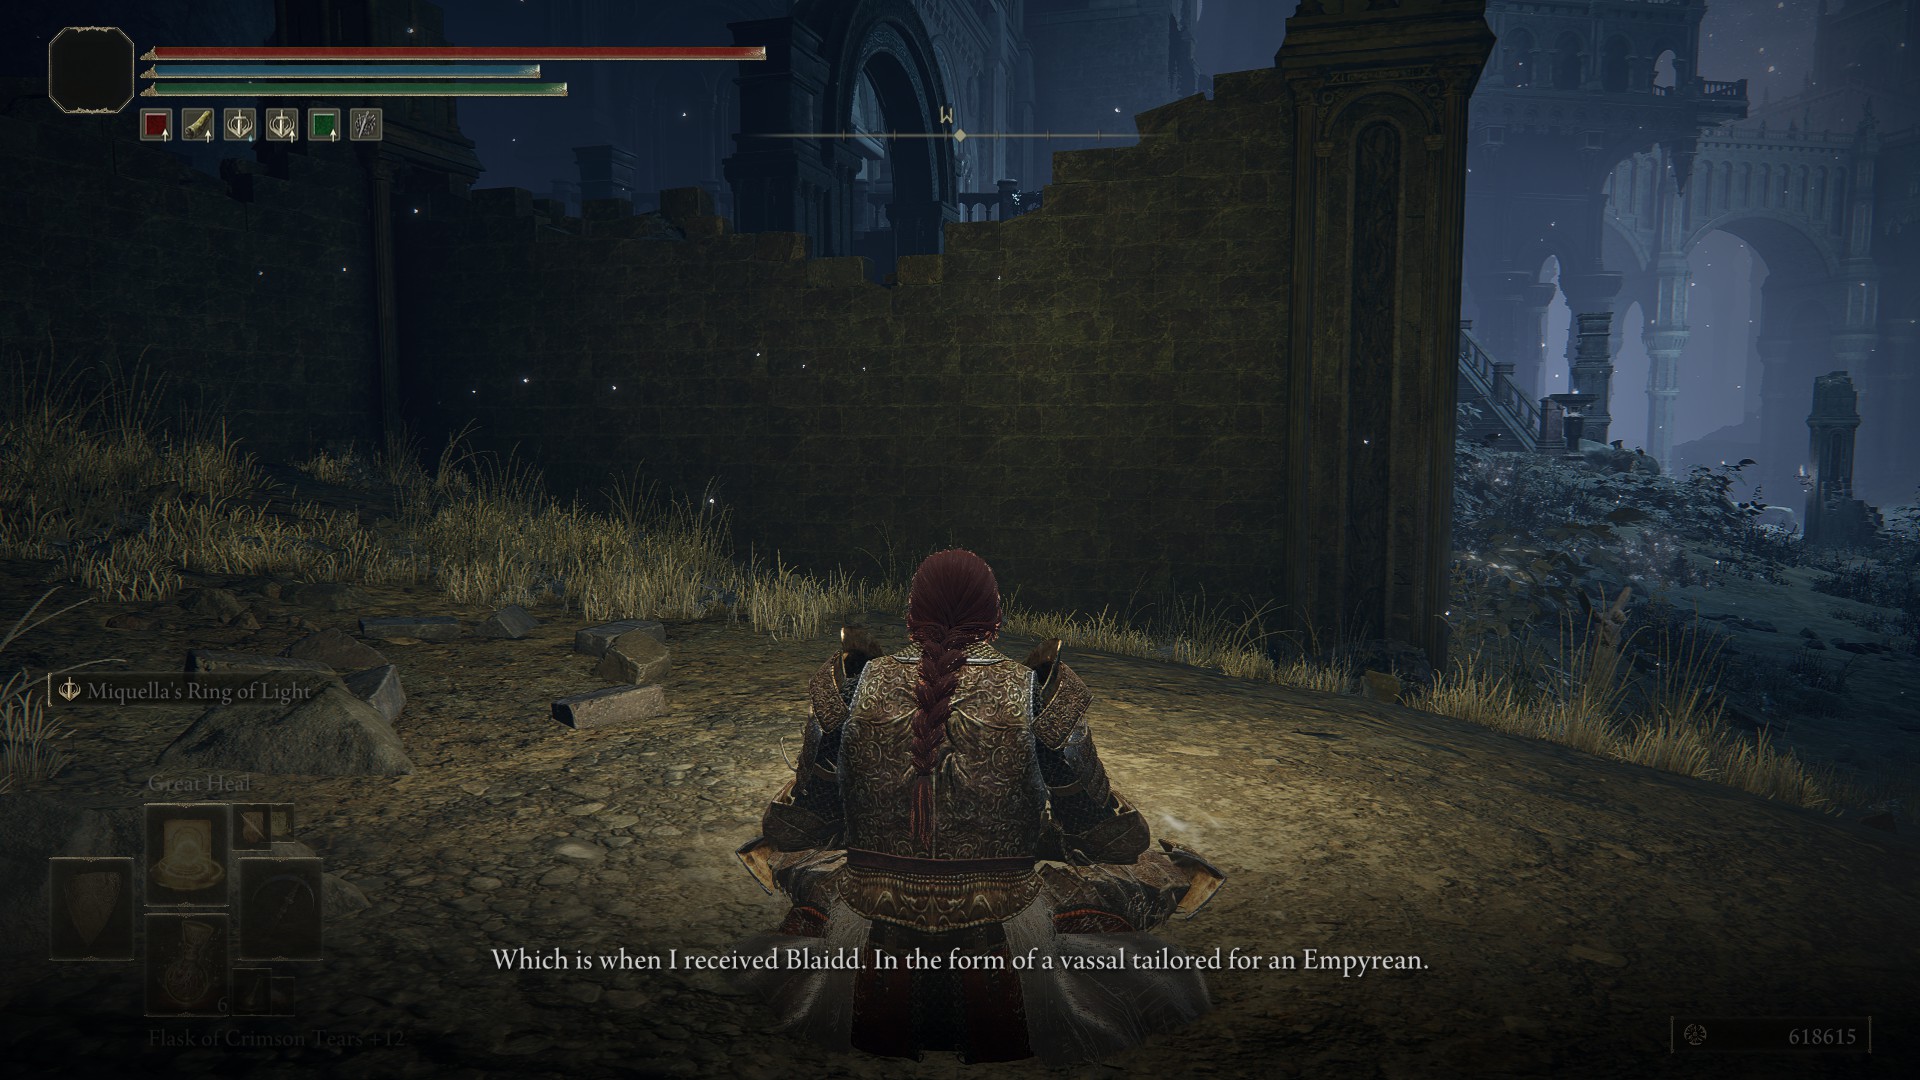 W
Miquella's Ring of Light
Great Heal
6
Flask of Crimson Tears +12
Which is when I received Blaidd. In the form of a vassal tailored for an Empyrean.
618615